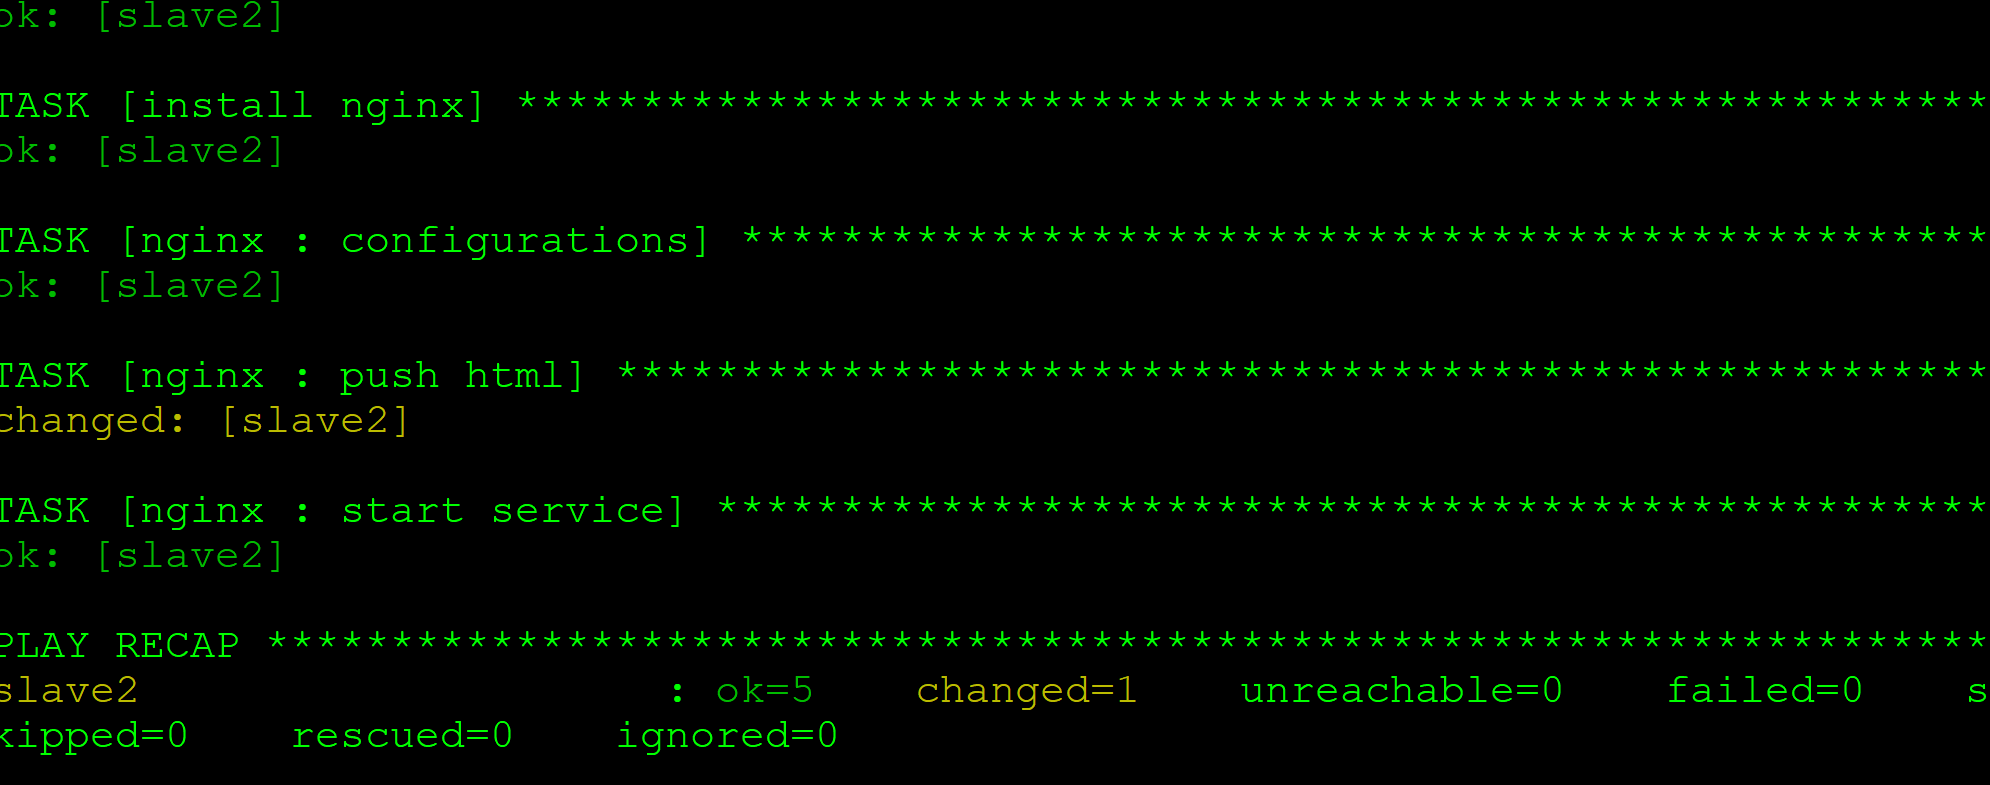 ok: [slave2]
TASK [install nginx] ***********************************************************
ok: [slave2]
TASK [nginx : configurations] **************************************************
ok: [slave2]
TASK [nginx : push html] *******************************************************
changed: [slave2]
TASK [nginx : start service] ***************************************************
ok: [slave2]
PLAY RECAP *********************************************************************
slave2                     : ok=5    changed=1    unreachable=0    failed=0    s
kipped=0    rescued=0    ignored=0